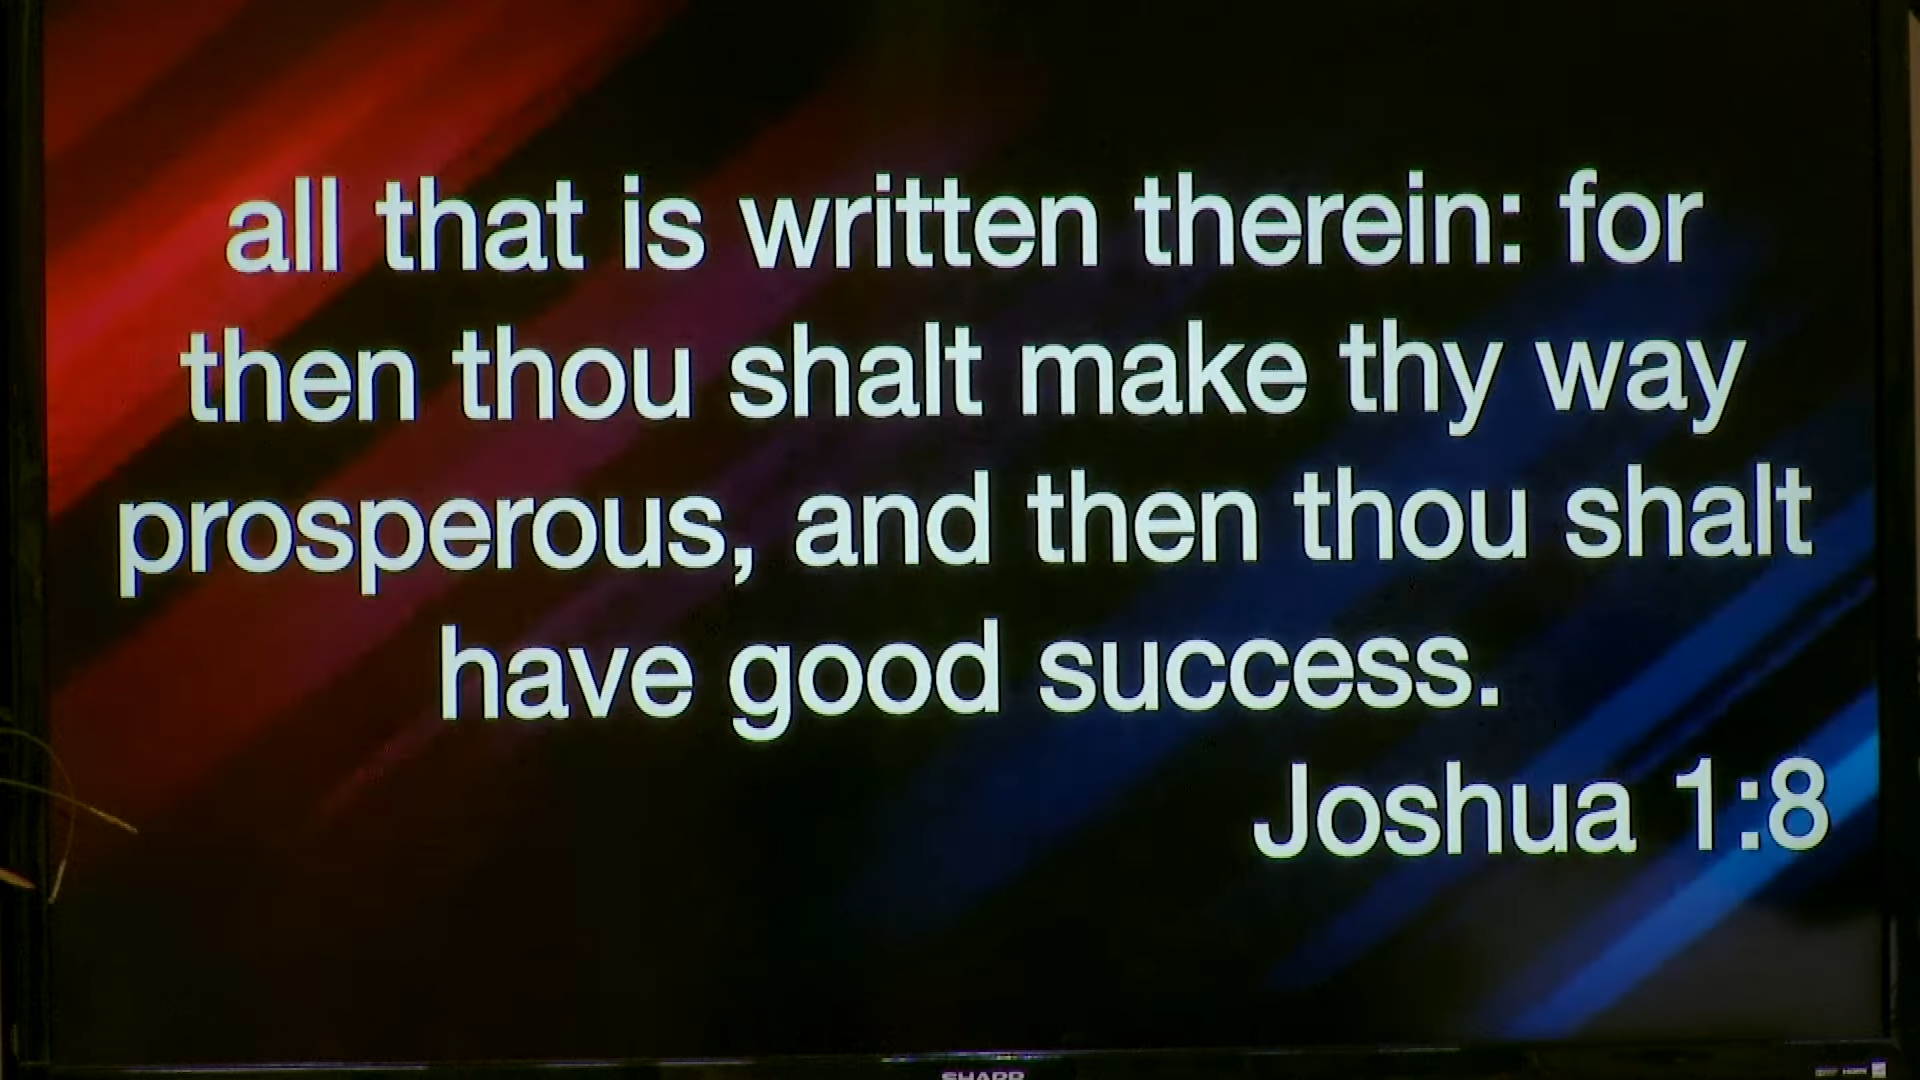 all that is written therein: for
then thou shalt make thy way
prosperous, and then thou shalt
have good success.
Joshua 1:8
SHARP